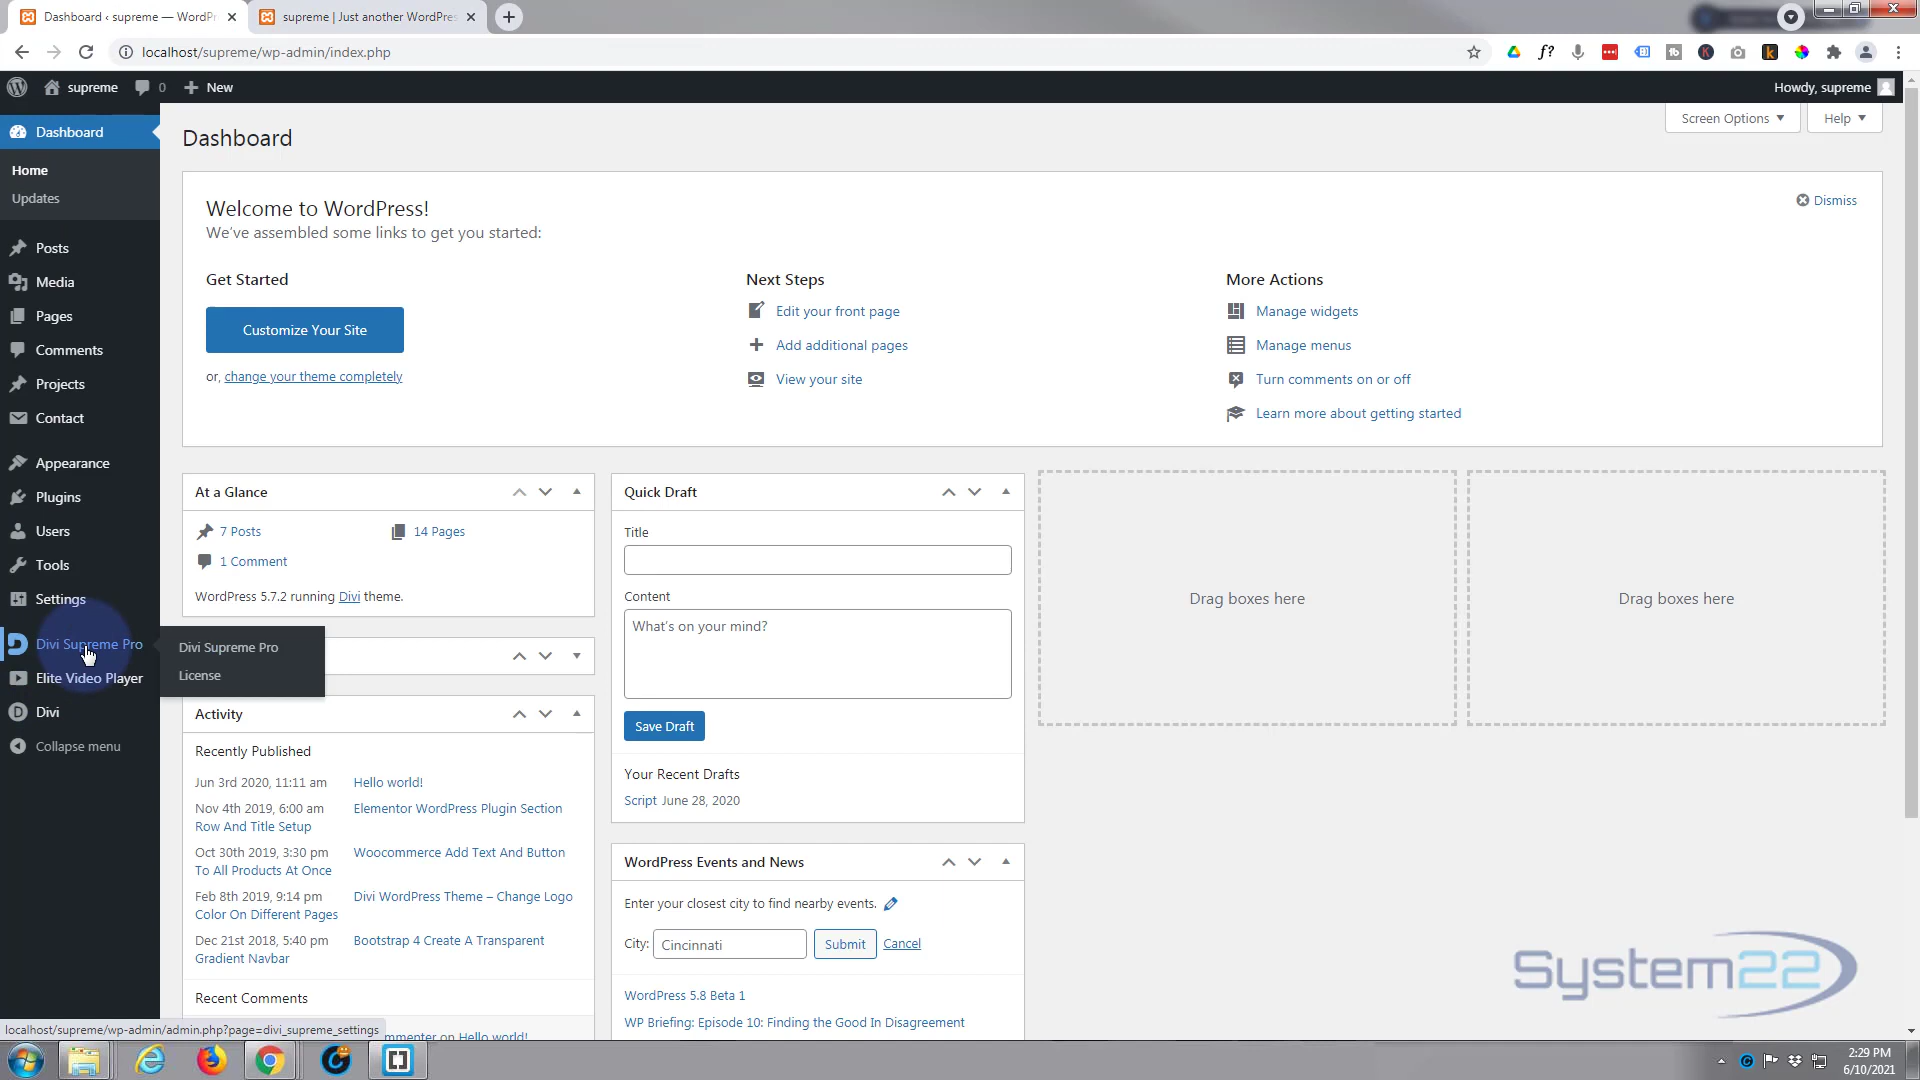 Dashboard ‹ supreme — WordPr
supreme | Just another WordPres
localhost/supreme/wp-admin/index.php
supreme
0
New
Howdy, supreme
Dashboard
Home
Updates
Posts
Media
Pages
Comments
Projects
Contact
Appearance
Plugins
Users
Tools
Settings
Divi Supreme Pro
Elite Video Player
Divi
Collapse menu
Divi Supreme Pro
License
Dashboard
Screen Options
Help
Welcome to WordPress!
We've assembled some links to get you started:
Dismiss
Get Started
Customize Your Site
or, change your theme completely
Next Steps
Edit your front page
Add additional pages
View your site
More Actions
Manage widgets
Manage menus
Turn comments on or off
Learn more about getting started
At a Glance
7 Posts
14 Pages
1 Comment
WordPress 5.7.2 running Divi theme.
Activity
Recently Published
Jun 3rd 2020, 11:11 am Hello world!
Nov 4th 2019, 6:00 am Elementor WordPress Plugin Section
Row And Title Setup
Oct 30th 2019, 3:30 pm Woocommerce Add Text And Button
To All Products At Once
Feb 8th 2019, 9:14 pm Divi WordPress Theme – Change Logo
Color On Different Pages
Dec 21st 2018, 5:40 pm Bootstrap 4 Create A Transparent
Gradient Navbar
Recent Comments
mmenter on Hello world!
Quick Draft
Title
Content
What's on your mind?
Save Draft
Your Recent Drafts
Script June 28, 2020
WordPress Events and News
Enter your closest city to find nearby events.
City: Cincinnati Submit Cancel
WordPress 5.8 Beta 1
WP Briefing: Episode 10: Finding the Good In Disagreement
Drag boxes here
Drag boxes here
System22
localhost/supreme/wp-admin/admin.php?page=divi_supreme_settings
2:29 PM
6/10/2021